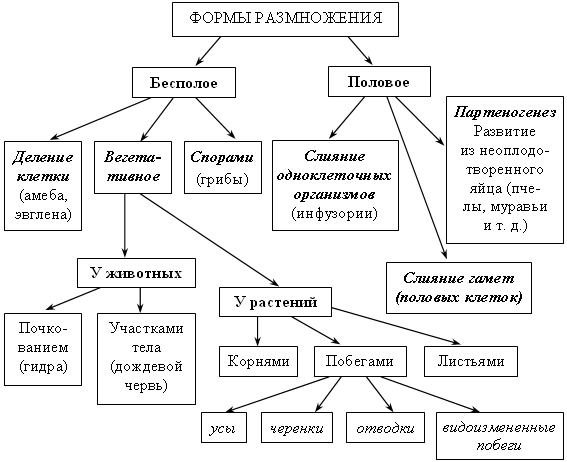 ФОРМЫ РАЗМНОЖЕНИЯ
Бесполое
Половое
Деление
клетки
(амеба,
эвглена)
Вегета-
тивное
Спорами
(грибы)
Слияние
одноклеточных
организмов
(инфузории)
Партеногенез
Развитие
из неоплодо-
творенного
яйца (пче-
лы, муравьи
и т. д.)
Слияние гамет
(половых клеток)
У животных
У растений
Почко-
ванием
(гидра)
Участками
тела
(дождевой
червь)
Корнями
Побегами
Листьями
усы
черенки
отводки
видоизмененные
побеги